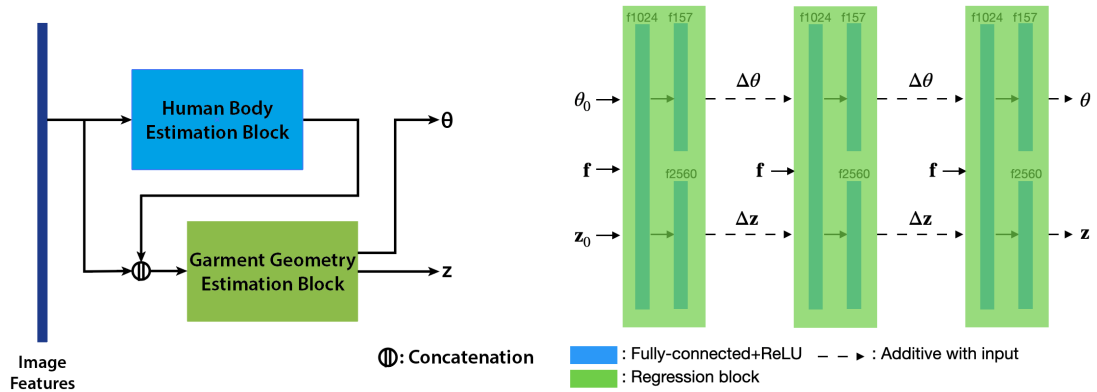 Human Body
Estimation Block
θ
Garment Geometry
Estimation Block
z
Image
Features
: Concatenation
f1024 f157
f1024 f157
f1024 f157
θ0
Δθ
Δθ
θ
f
f
f
f2560
f2560
f2560
z0
Δz
Δz
z
: Fully-connected+ReLU
: Additive with input
: Regression block